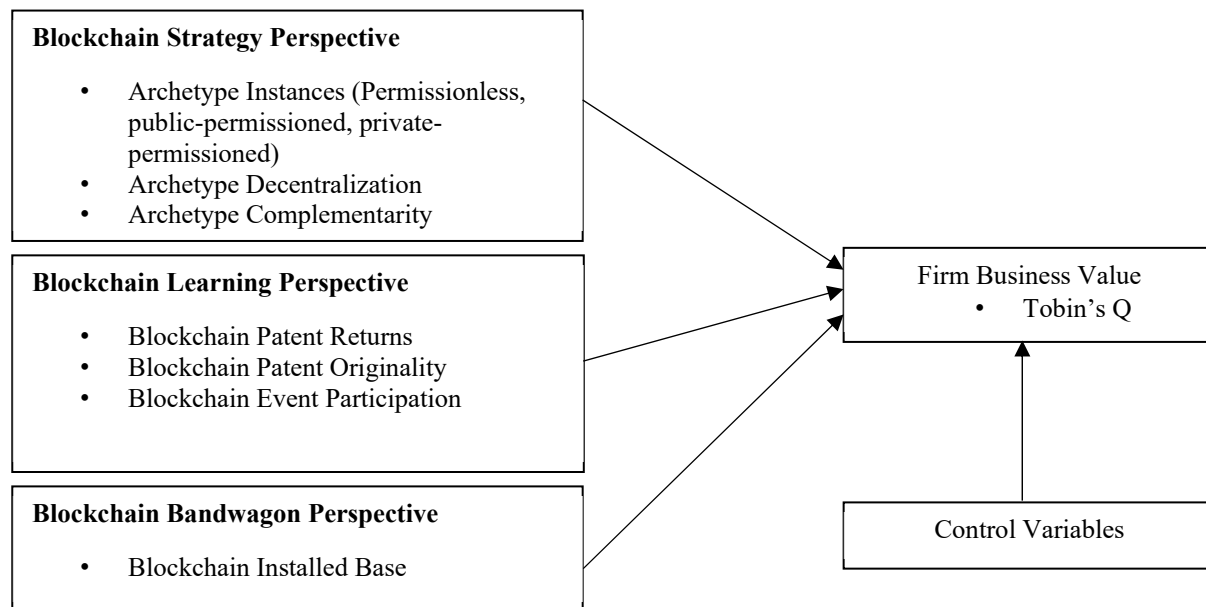 Blockchain Strategy Perspective
• Archetype Instances (Permissionless,
public-permissioned, private-
permissioned)
• Archetype Decentralization
• Archetype Complementarity
Blockchain Learning Perspective
• Blockchain Patent Returns
• Blockchain Patent Originality
• Blockchain Event Participation
Blockchain Bandwagon Perspective
• Blockchain Installed Base
Firm Business Value
• Tobin’s Q
Control Variables